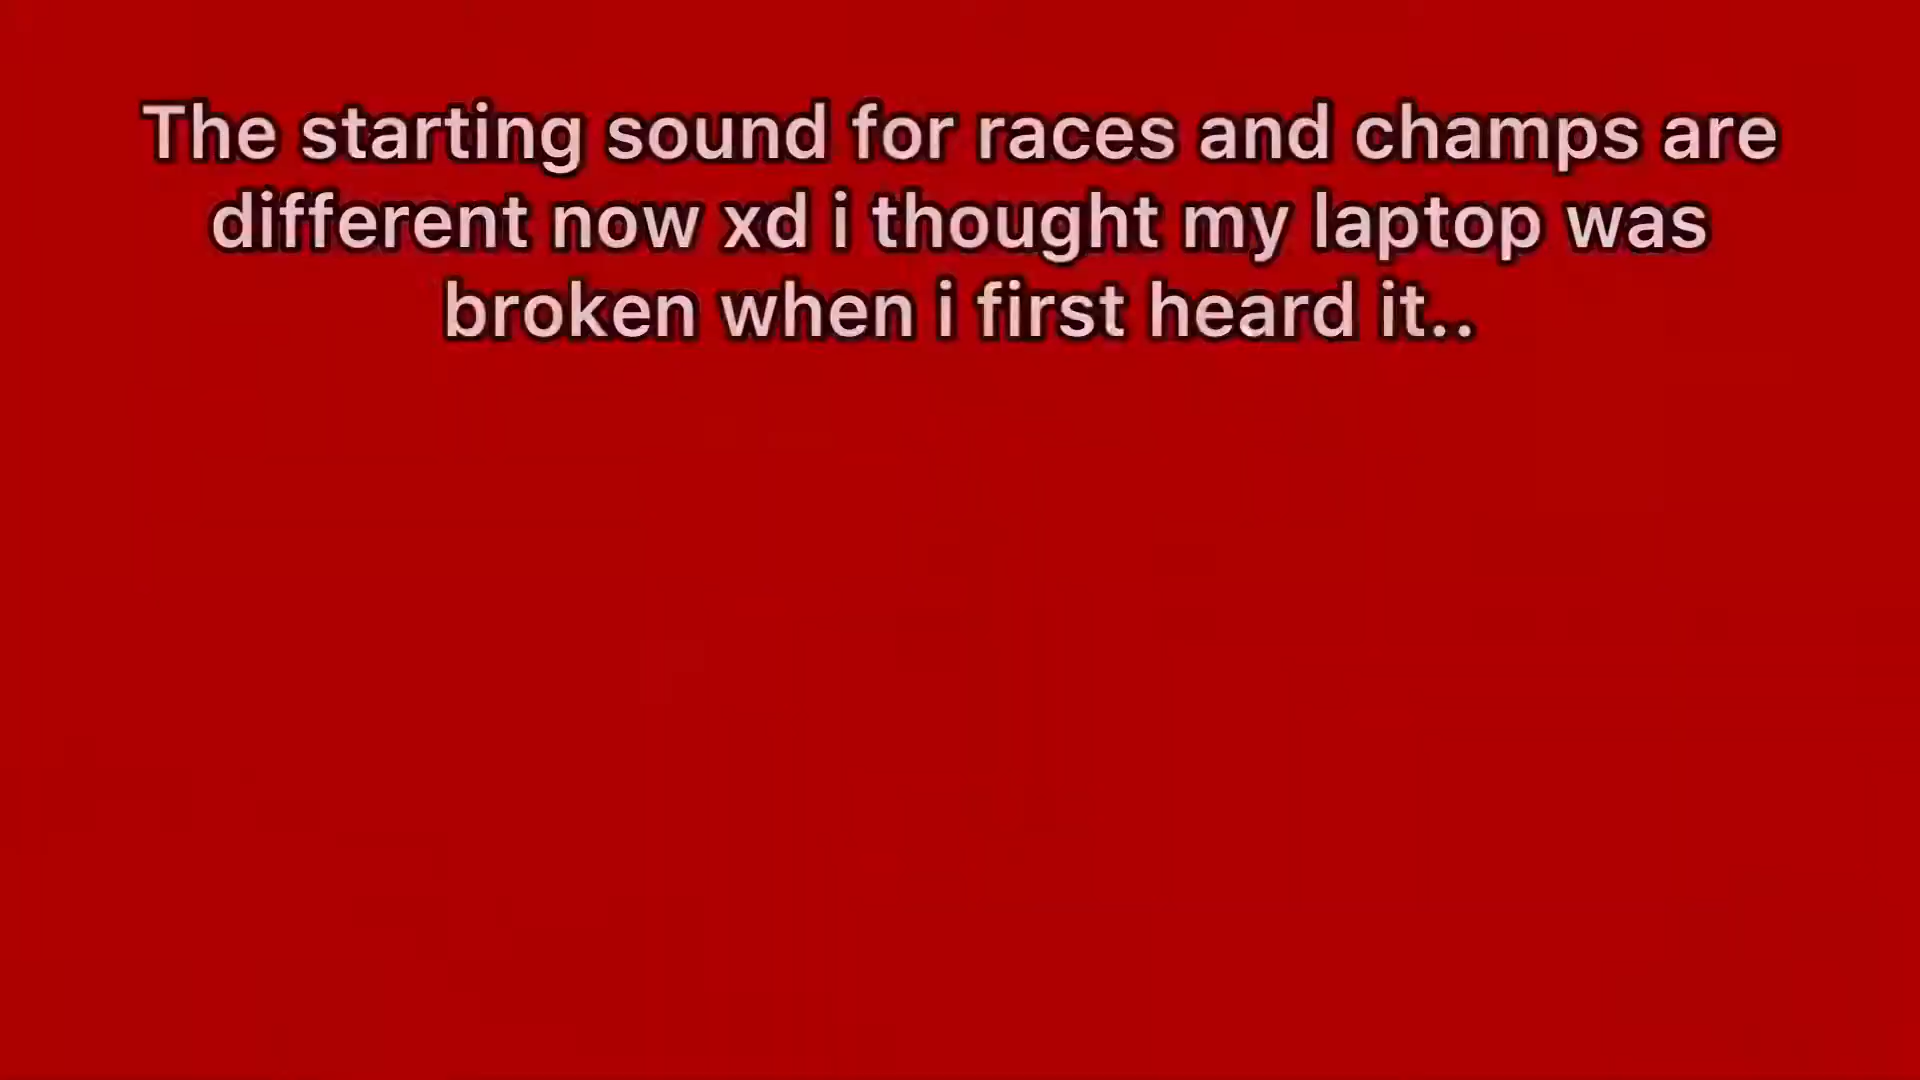 The starting sound for races and champs are
different now xd i thought my laptop was
broken when i first heard it..